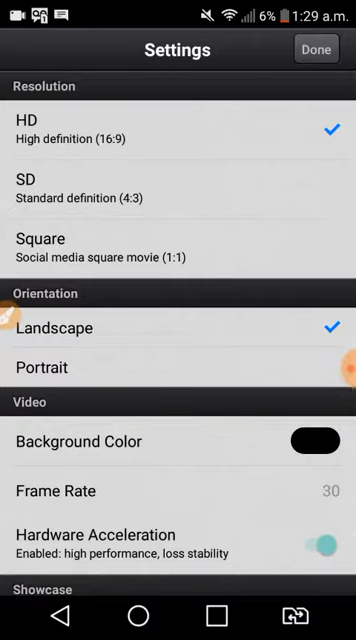 6% 1:29 a.m.
Settings
Done
Resolution
HD
High definition (16:9)
SD
Standard definition (4:3)
Square
Social media square movie (1:1)
Orientation
Landscape
Portrait
Video
Background Color
Frame Rate 30
Hardware Acceleration
Enabled: high performance, loss stability
Showcase